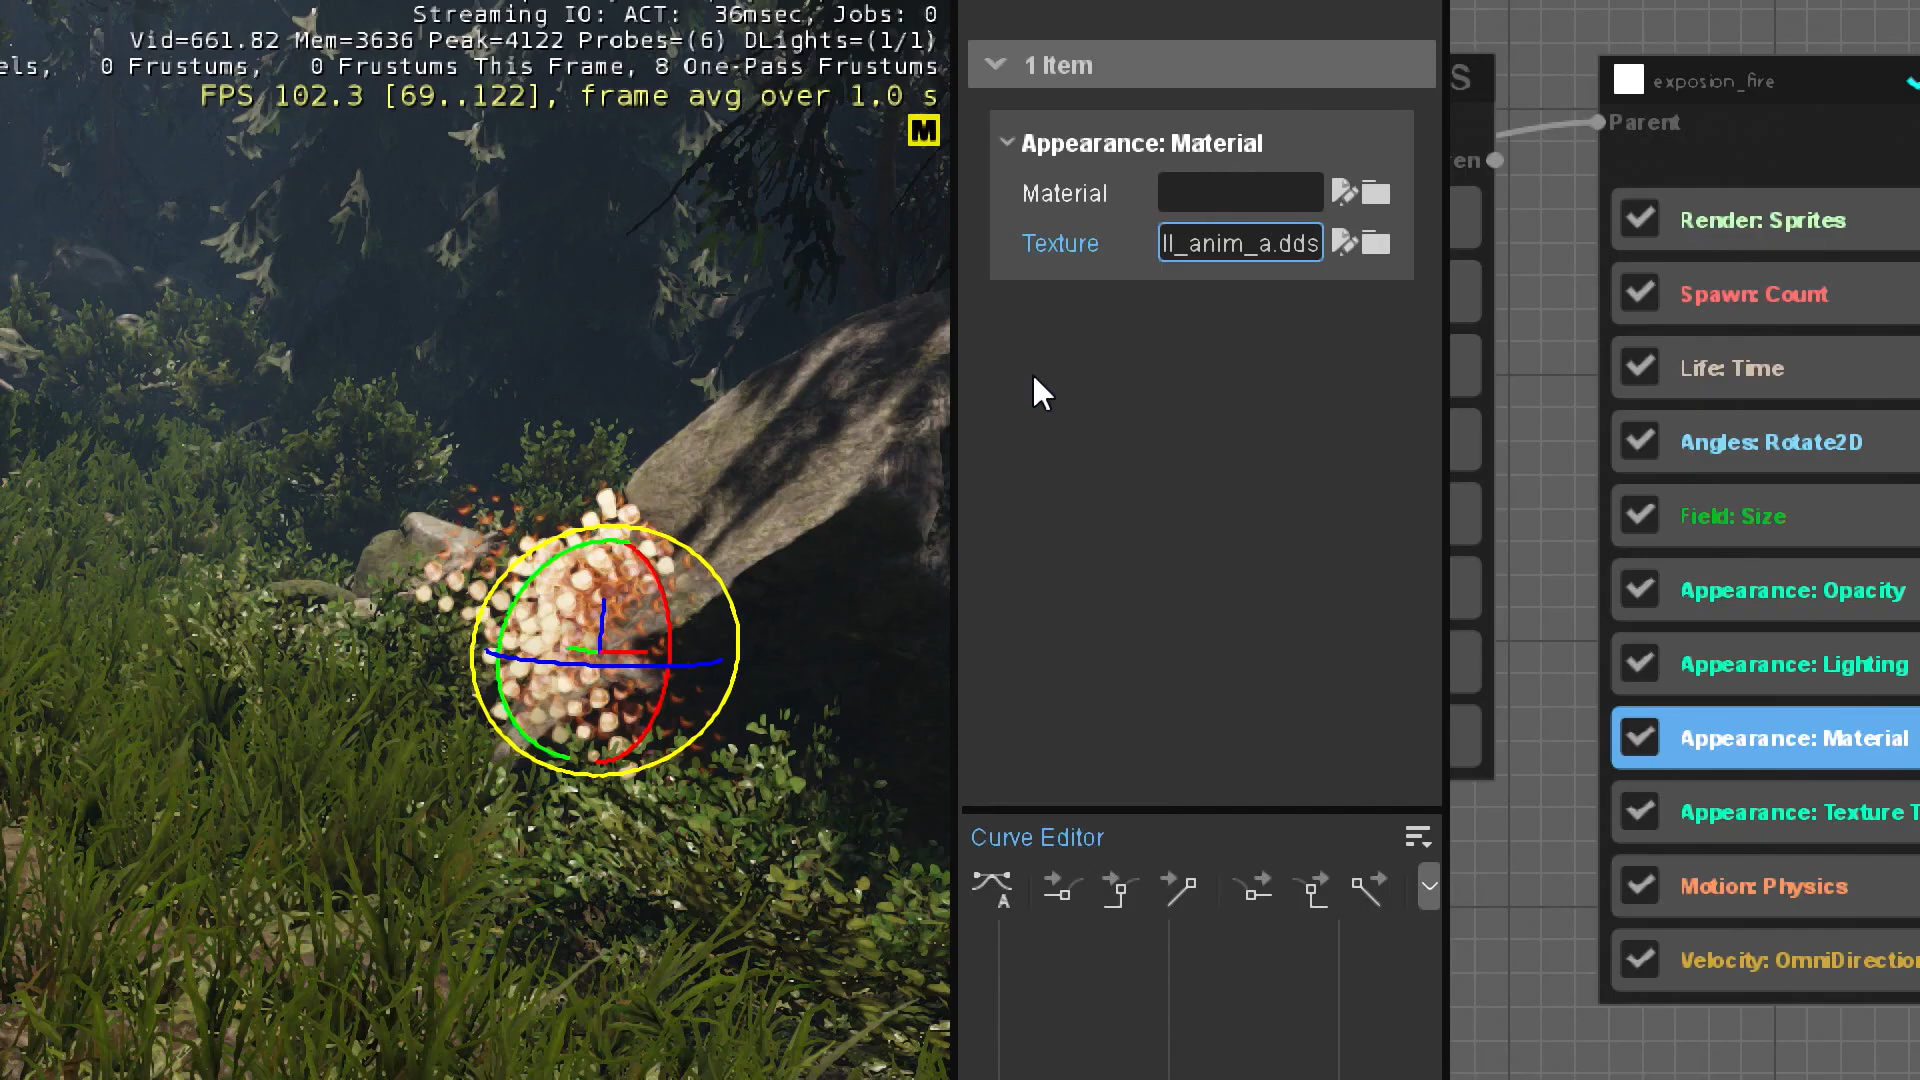 Streaming IO: ACT: 36msec, Jobs: 0
Vid=661.82 Mem=3636 Peak=4122 Probes=(6) DLights=(1/1)
els, 0 Frustums, 0 Frustums This Frame, 8 One-Pass Frustums
FPS 102.3 [69..122], frame avg over 1.0 s
M
1 Item
Appearance: Material
Material
Texture ll_anim_a.dds
Curve Editor
A
S
en
exposion_fire
Parent
Render: Sprites
Spawn: Count
Life: Time
Angles: Rotate2D
Field: Size
Appearance: Opacity
Appearance: Lighting
Appearance: Material
Appearance: Texture T
Motion: Physics
Velocity: OmniDirection